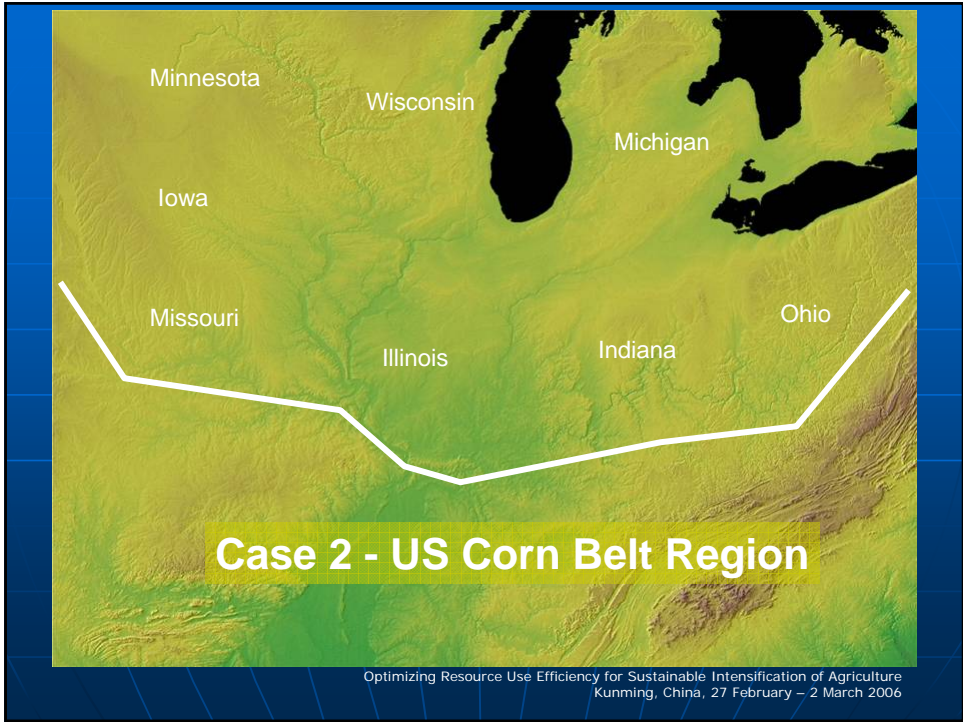 Minnesota
Wisconsin
Michigan
Iowa
Missouri
Ohio
Illinois
Indiana
Case 2 - US Corn Belt Region
Optimizing Resource Use Efficiency for Sustainable Intensification of Agriculture
Kunming, China, 27 February – 2 March 2006